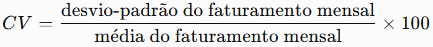 CV = desvio-padrão do faturamento mensal / média do faturamento mensal × 100